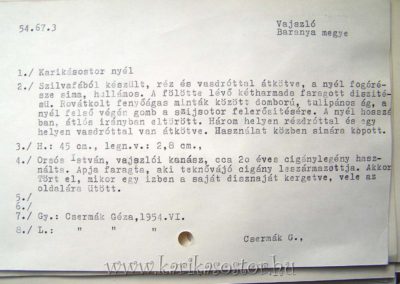 54.67.3
Vajszló
Baranya megye
1./ Karikásostor nyél
2./ Szilvafából készült, réz és vasdróttal átkötve, a nyél fogóré-
sze sima, hullámos. A fölötte lévő kétharmada faragott diszité-
sü. Rovátkolt fenyőágas minták között domború, tulipános ág, a
nyél felső végén gomb a szijsotor felerősitésére. A nyél hosszá
ban, átlós irányban eltörött. Három helyen rézdróttal és egy
helyen vasdróttal van átkötve. Használat közben simára kopott.
3./ H.: 45 cm., legn.v.: 2,8 cm.,
4./ Orsós István, vajszlói kanász, cca 20 éves cigánylegény hasz-
nálta. Apja faragta, aki teknővájó cigány leszármazottja. Akkor
Tört el, mikor egy izben a saját disznaját kergetve, vele az
oldalára ütött.
5./
6./
7./ Gy.: Csermák Géza,1954.VI.
8./ L.: " " "
Csermák G.,
www.karikasostor.hu